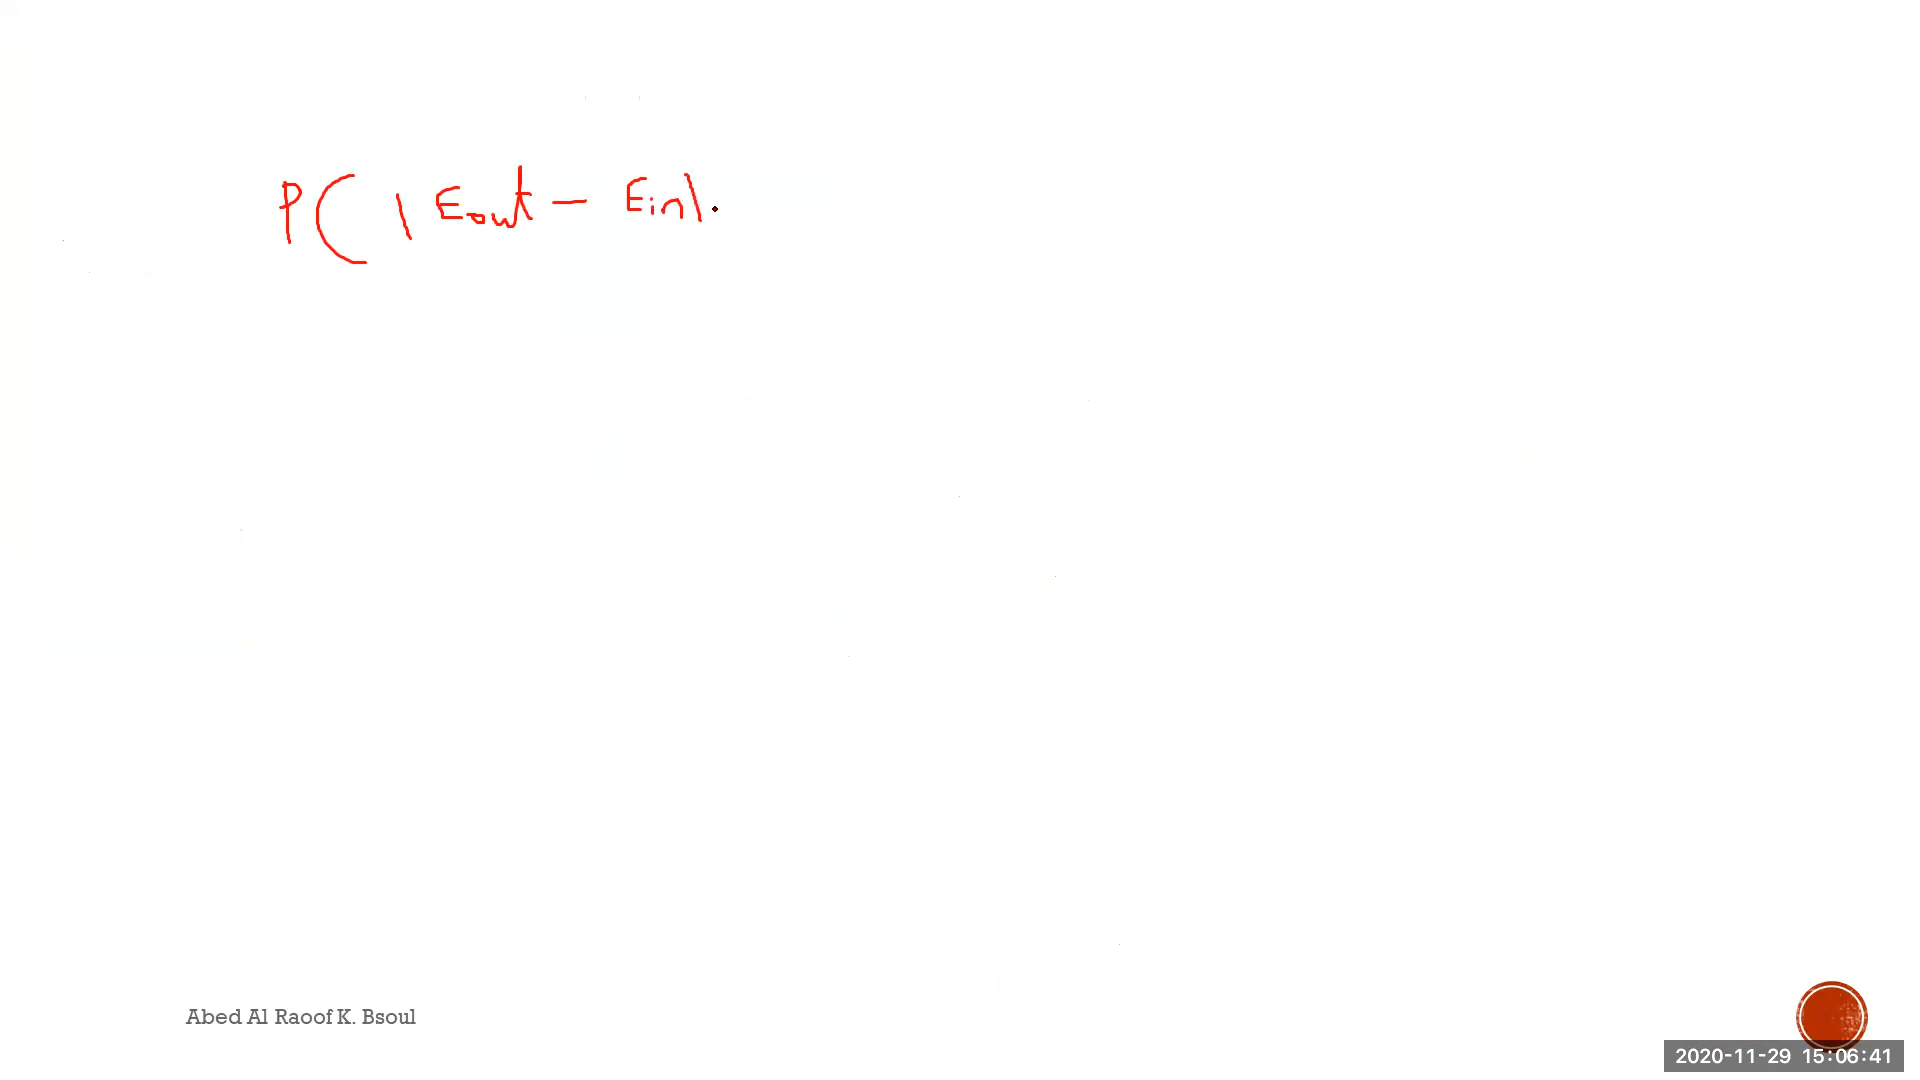 P( | Eout - Ein|
Abed Al Raoof K. Bsoul
2020-11-29 15:06:41